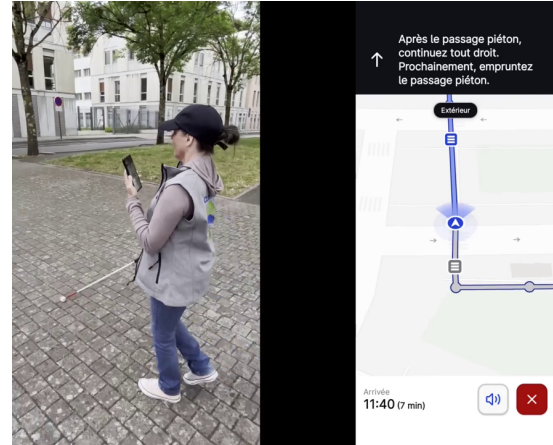 Après le passage piéton,
continuez tout droit.
Prochainement, empruntez
le passage piéton.
Extérieur
Arrivée
11:40 (7 min)